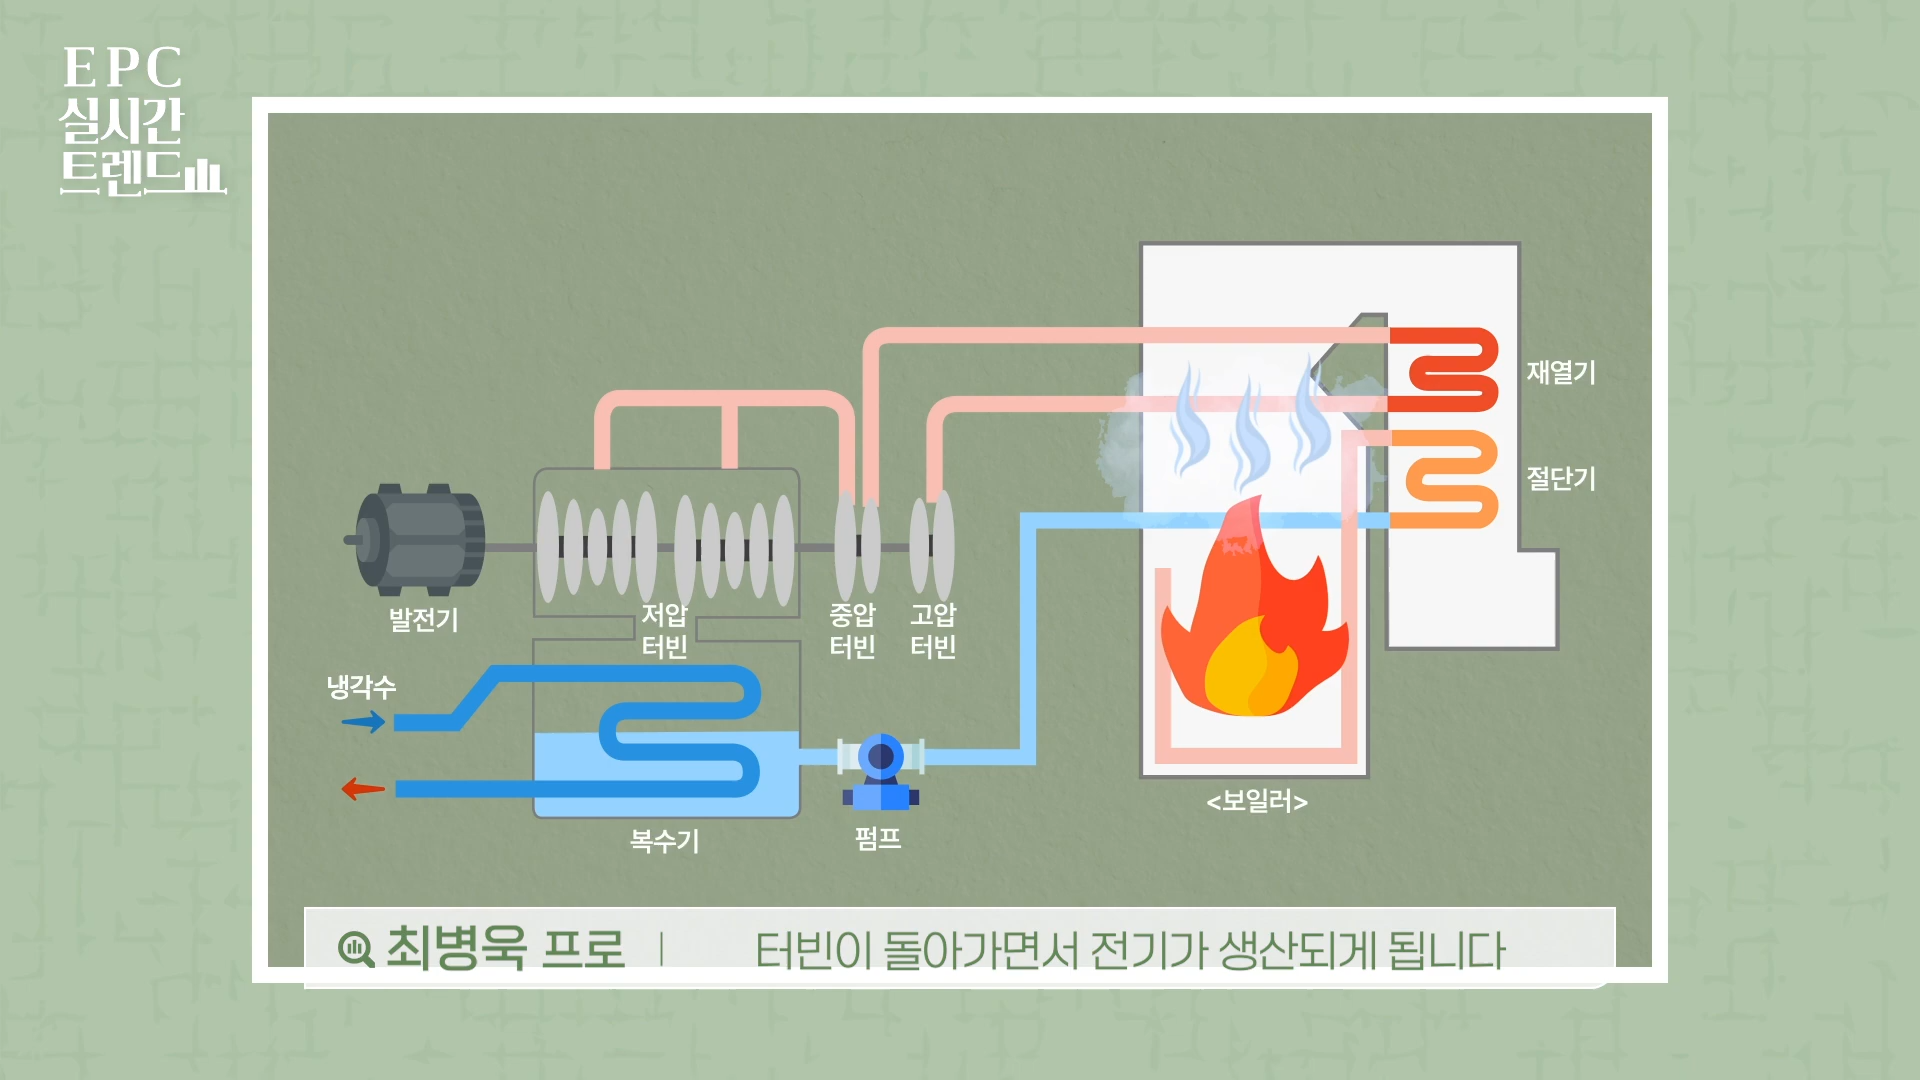 EPC
실시간
트렌드
재열기
절단기
발전기
저압
터빈
중압
터빈
고압
터빈
냉각수
<보일러>
복수기
펌프
최병욱 프로 | 터빈이 돌아가면서 전기가 생산되게 됩니다